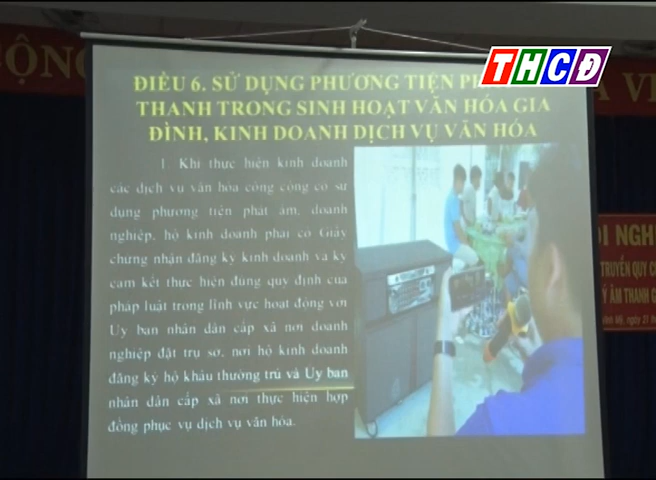 THCĐ
ĐIỀU 6. SỬ DỤNG PHƯƠNG TIỆN
THANH TRONG SINH HOẠT VĂN HÓA GIA
ĐÌNH, KINH DOANH DỊCH VỤ VĂN HÓA
1 Khi thực hiện kinh doanh
các dịch vụ văn hóa công cộng có sử
dụng phương tiện phát âm, doanh
nghiệp, hộ kinh doanh phải có Giấy
chứng nhận đăng ký kinh doanh và ký
cam kết thực hiện đúng quy định của
pháp luật trong lĩnh vực hoạt động với
Ủy ban nhân dân cấp xã nơi doanh
nghiệp đặt trụ sở, nơi hộ kinh doanh
đăng ký hộ khẩu thường trú và Ủy ban
nhân dân cấp xã nơi thực hiện hợp
đồng phục vụ dịch vụ văn hóa.
CỘNG
VI
NGH
TRUYỀN QUY C
Ý ÂM THANH G